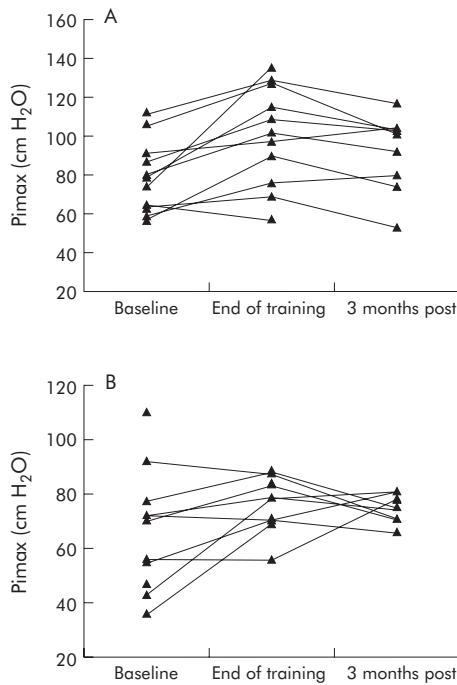 A
160
140
120
100
80
60
40
20
Pimax (cm H₂O)
Baseline End of training 3 months post
B
120
100
80
60
40
20
Pimax (cm H₂O)
Baseline End of training 3 months post